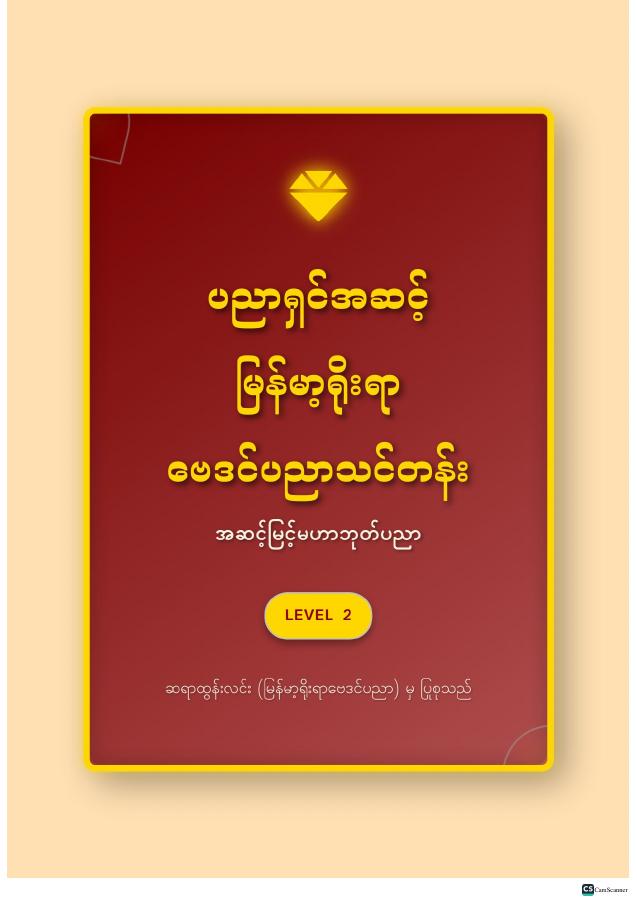 ပညာရှင်အဆင့်
မြန်မာ့ရိုးရာ
ဗေဒင်ပညာသင်တန်း
အဆင့်မြင့်မဟာဘုတ်ပညာ
LEVEL 2
ဆရာထွန်းလင်း (မြန်မာ့ရိုးရာဗေဒင်ပညာ) မှ ပြုစုသည်
CS CamScanner